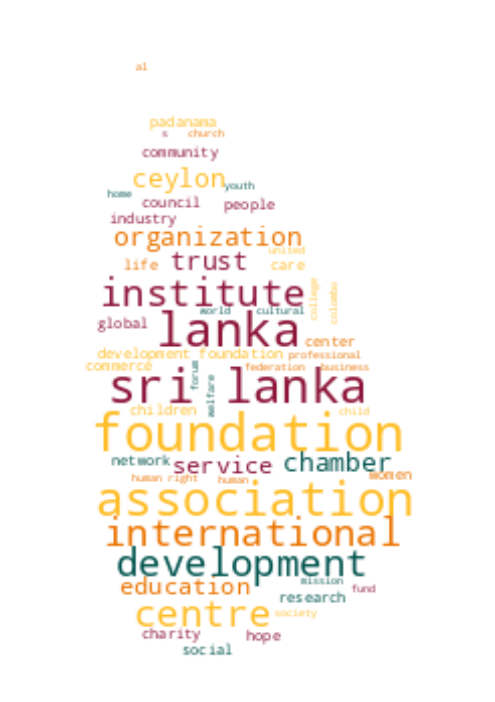 al
padanama
s church
community
ceylon
youth
home
council people
industry
organization
united
life trust care
institute
college
colombo
world cultural
global lanka
center
development foundation professional
commerce federation business
forum
sri lanka
welfare
children child
foundation
network service chamber
human right human women
association
international
development
mission
education fund
research
centre society
charity hope
social